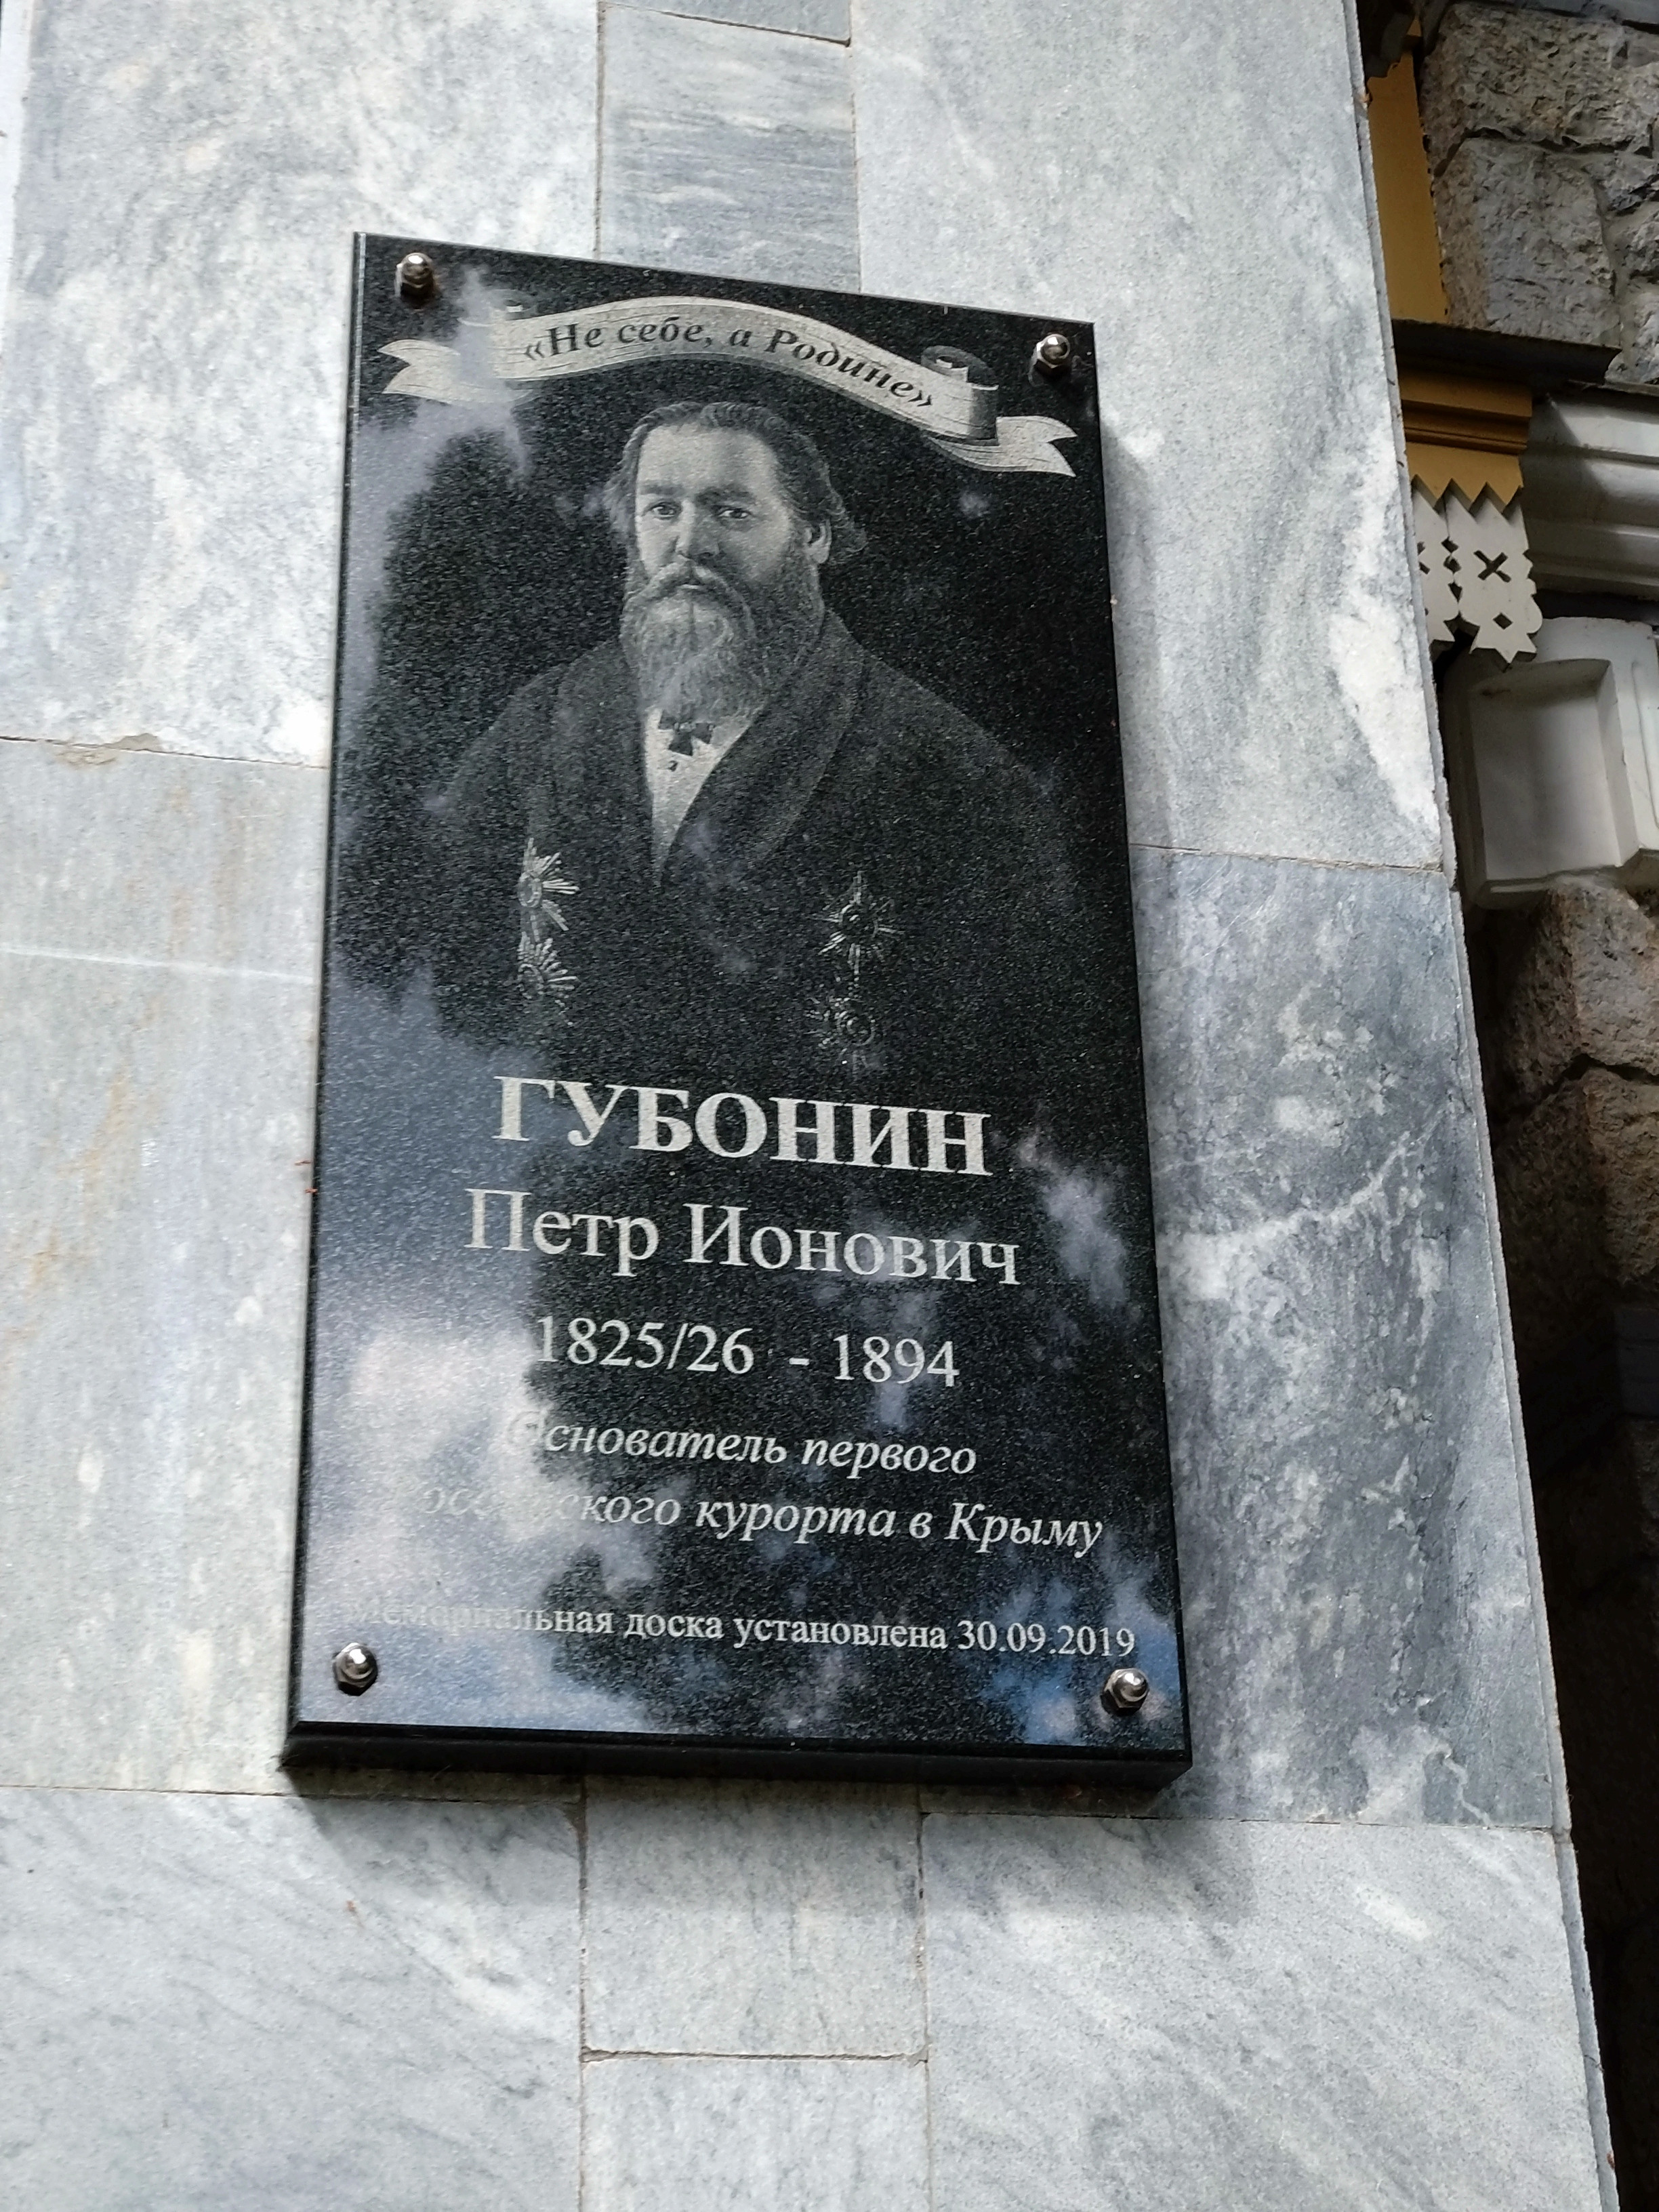 «Не себе, а Родине»
ГУБОНИН
Петр Ионович
1825/26 - 1894
Основатель первого
российского курорта в Крыму
Мемориальная доска установлена 30.09.2019